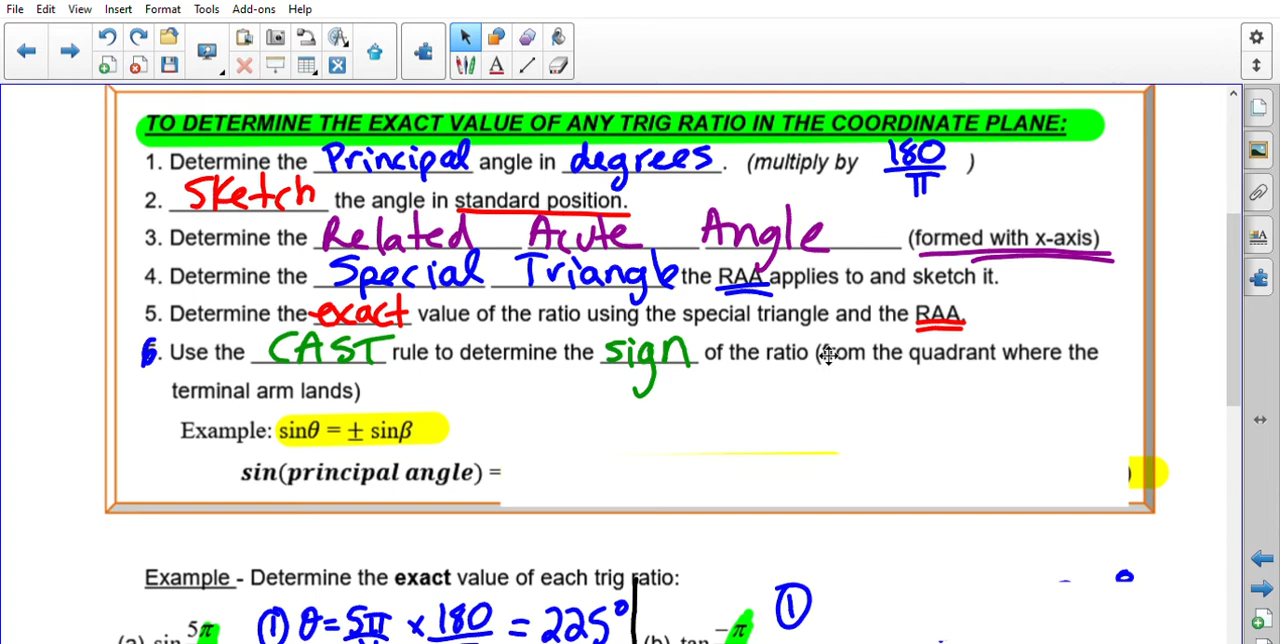 File Edit View Insert Format Tools Add-ons Help
TO DETERMINE THE EXACT VALUE OF ANY TRIG RATIO IN THE COORDINATE PLANE:
1. Determine the Principal angle in degrees. (multiply by 180/π )
2. Sketch the angle in standard position.
3. Determine the Related Acute Angle (formed with x-axis)
4. Determine the Special Triangle the RAA applies to and sketch it.
5. Determine the exact value of the ratio using the special triangle and the RAA.
6. Use the CAST rule to determine the sign of the ratio (from the quadrant where the
terminal arm lands)
Example: sinθ = ± sinβ
sin(principal angle) = )
Example - Determine the exact value of each trig ratio:
(a) sin 5π ① θ = 5π × 180 = 225° (b) tan −π ①